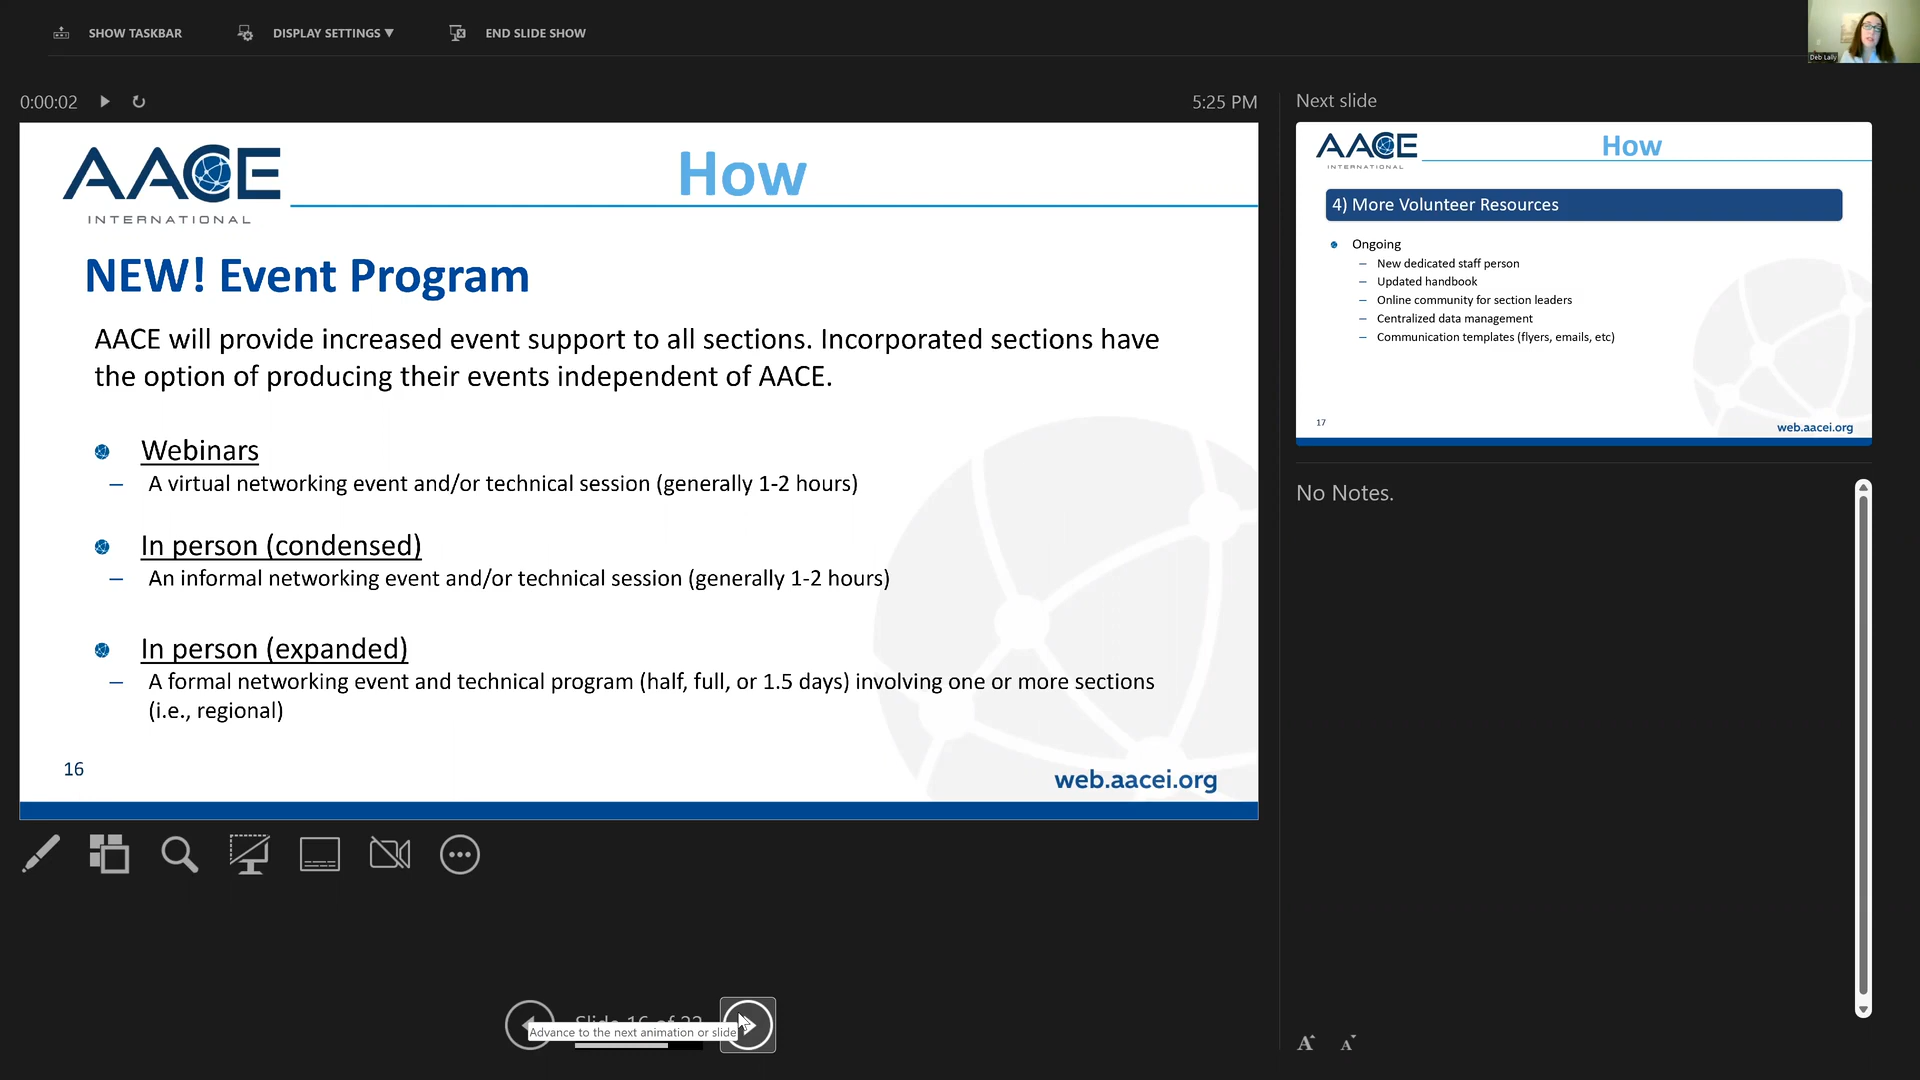 SHOW TASKBAR
DISPLAY SETTINGS ▼
END SLIDE SHOW
Deb Lally
0:00:02
5:25 PM
AACE
INTERNATIONAL
How
NEW! Event Program
AACE will provide increased event support to all sections. Incorporated sections have
the option of producing their events independent of AACE.
Webinars
– A virtual networking event and/or technical session (generally 1-2 hours)
In person (condensed)
– An informal networking event and/or technical session (generally 1-2 hours)
In person (expanded)
– A formal networking event and technical program (half, full, or 1.5 days) involving one or more sections
(i.e., regional)
16
web.aacei.org
Slide 16 of 22
Advance to the next animation or slide
Next slide
AACE
INTERNATIONAL
How
4) More Volunteer Resources
Ongoing
– New dedicated staff person
– Updated handbook
– Online community for section leaders
– Centralized data management
– Communication templates (flyers, emails, etc)
17
web.aacei.org
No Notes.
A A